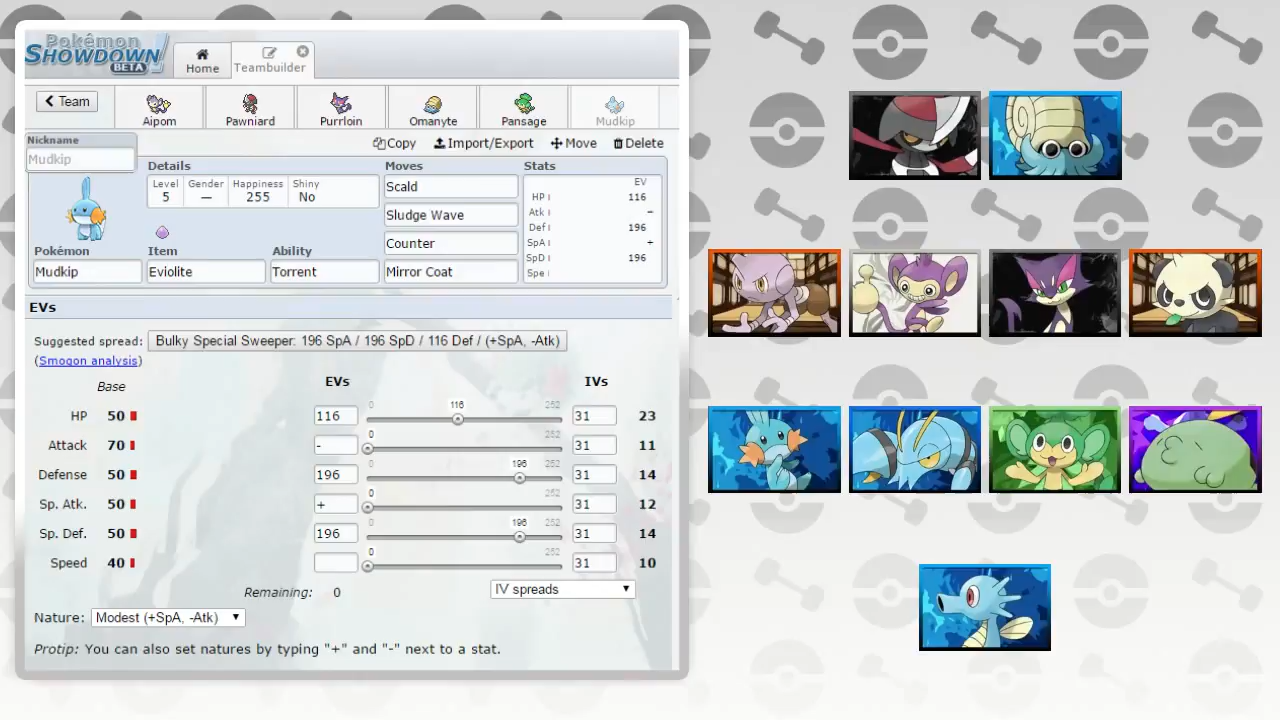 Pokémon
SHOWDOWN!
BETA
Home
Teambuilder
Team
Aipom
Pawniard
Purrloin
Omanyte
Pansage
Mudkip
Nickname
Mudkip
Copy Import/Export Move Delete
Details
Level Gender Happiness Shiny
5 — 255 No
Moves
Scald
Sludge Wave
Counter
Mirror Coat
Stats
EV
HP 116
Atk -
Def 196
SpA +
SpD 196
Spe
Pokémon Item Ability
Mudkip Eviolite Torrent
EVs
Suggested spread: Bulky Special Sweeper: 196 SpA / 196 SpD / 116 Def / (+SpA, -Atk)
(Smogon analysis)
Base EVs IVs
0 116 252
HP 50 116 31 23
0
Attack 70 - 31 11
0 196 252
Defense 50 196 31 14
0 252
Sp. Atk. 50 + 31 12
0 196 252
Sp. Def. 50 196 31 14
0 252
Speed 40 31 10
Remaining: 0 IV spreads
Nature: Modest (+SpA, -Atk)
Protip: You can also set natures by typing "+" and "-" next to a stat.